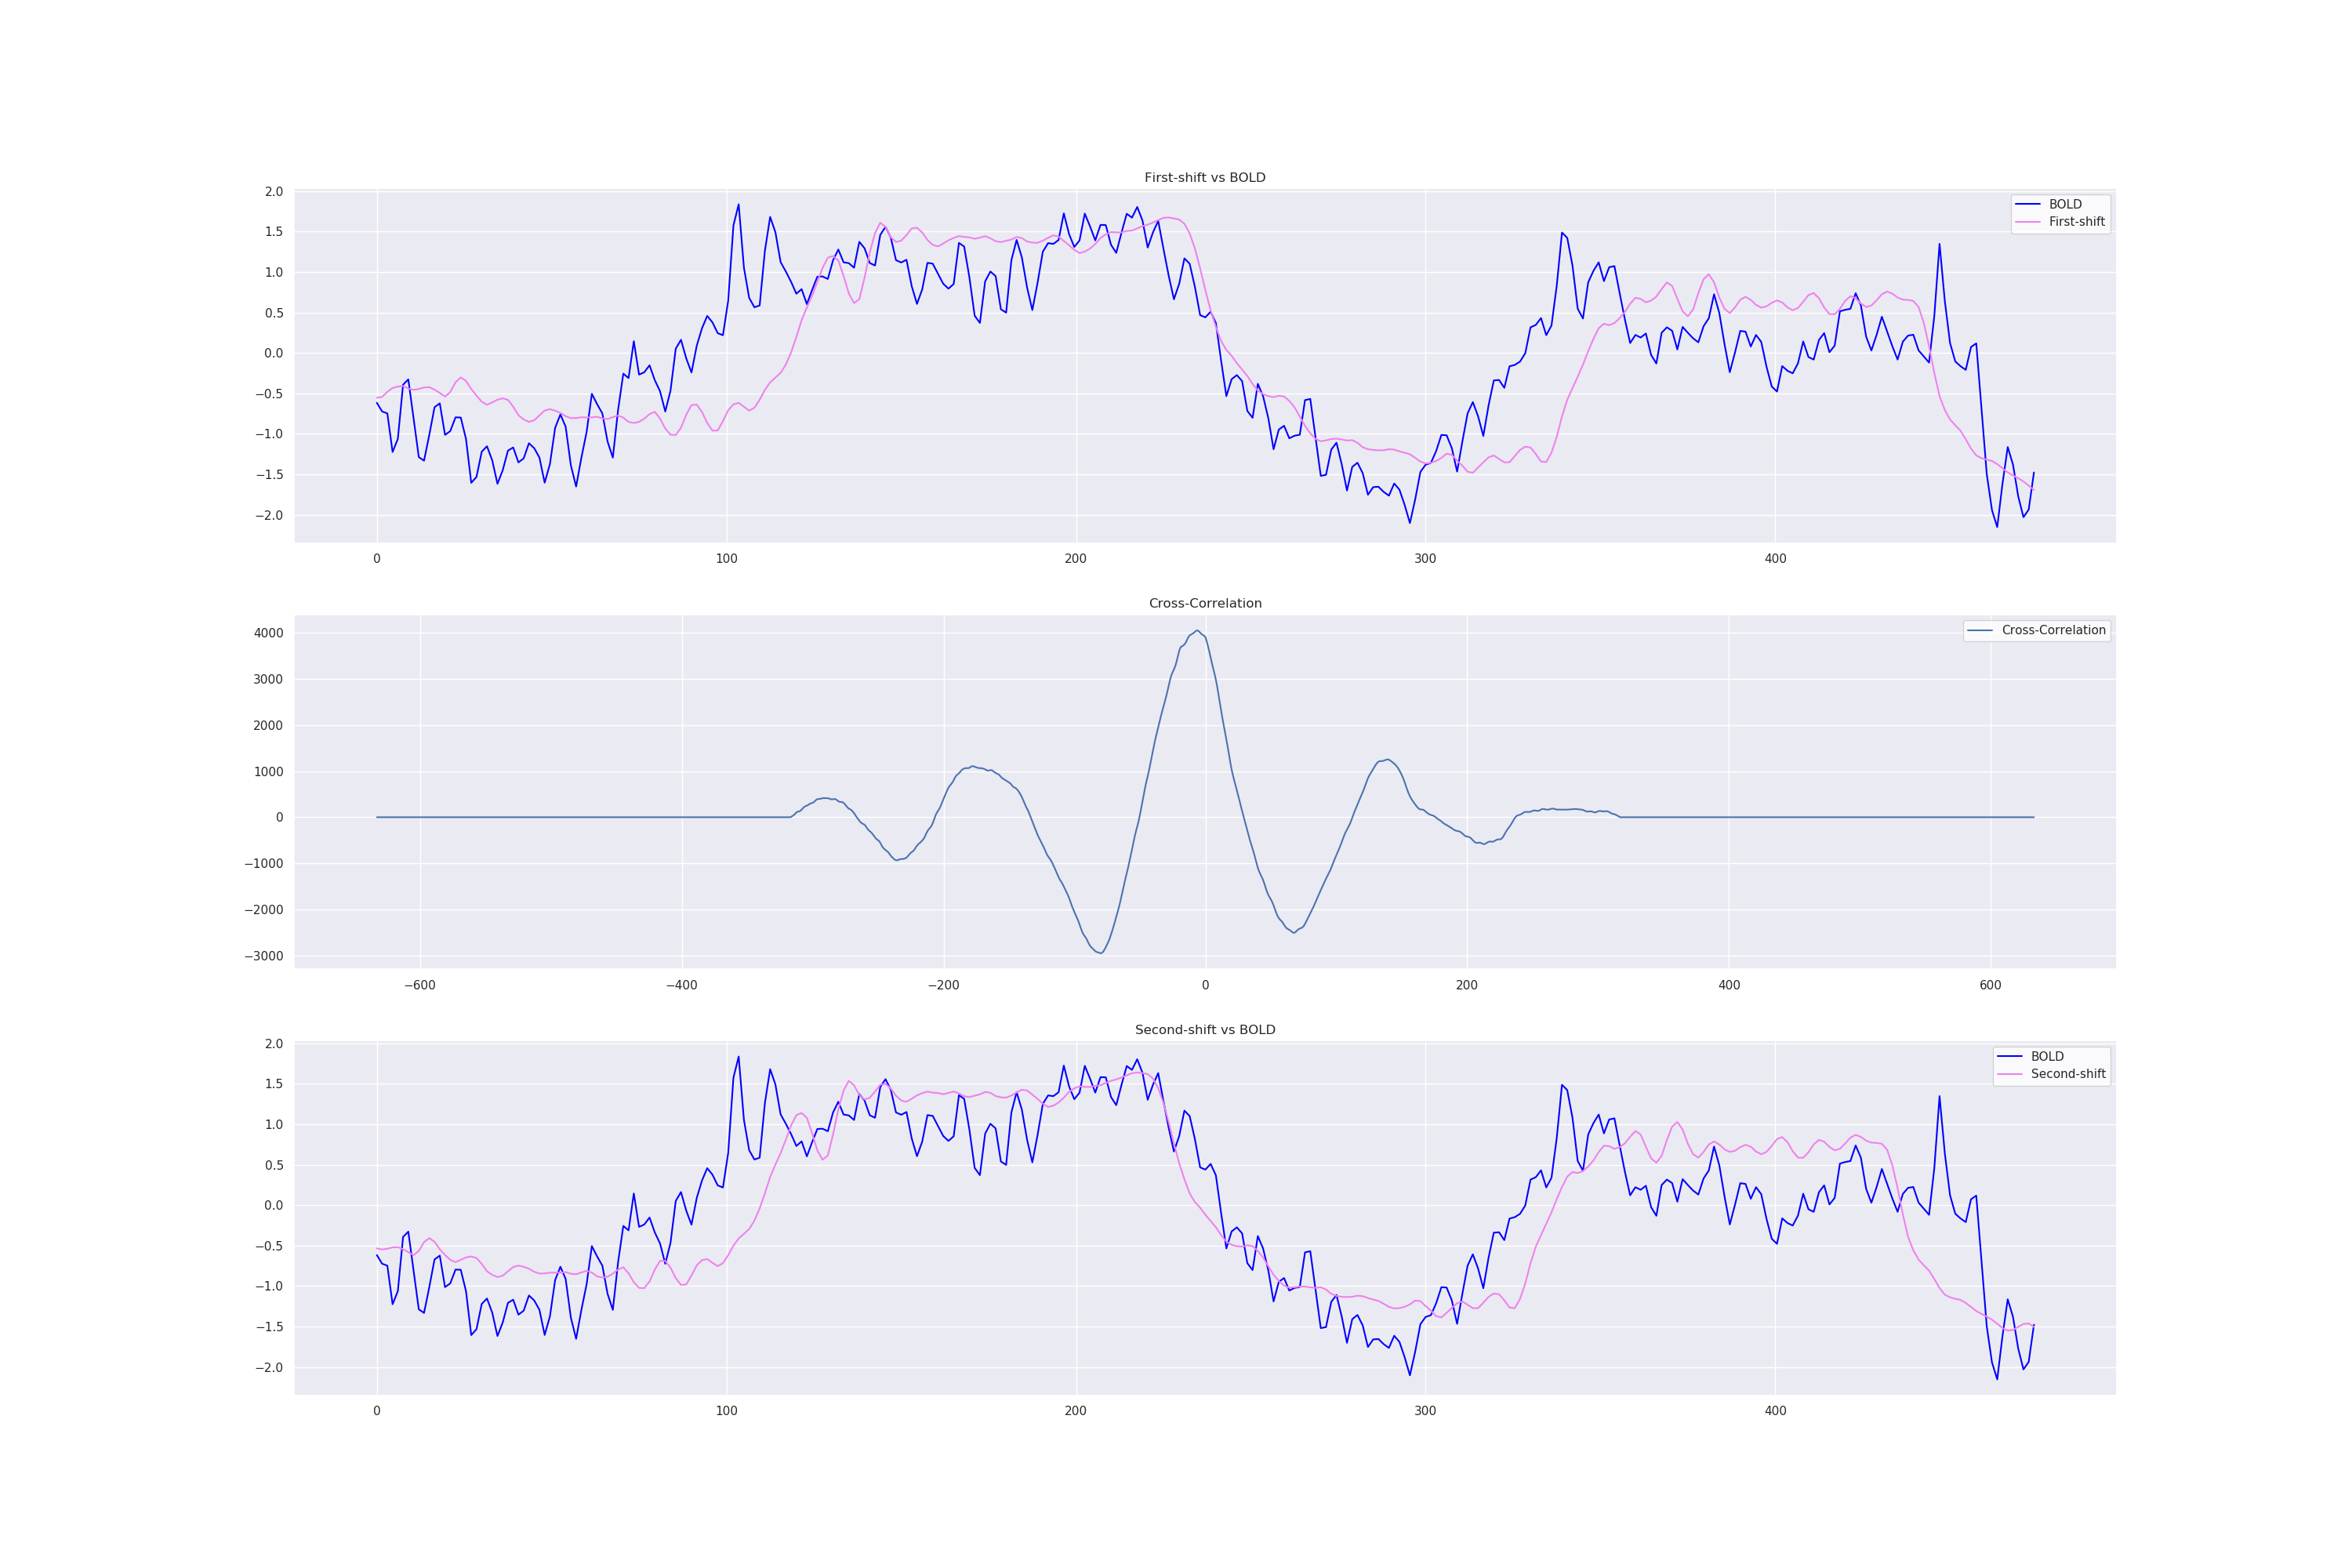 First-shift vs BOLD
2.0
1.5
1.0
0.5
0.0
−0.5
−1.0
−1.5
−2.0
BOLD
First-shift
0 100 200 300 400
Cross-Correlation
4000
3000
2000
1000
0
−1000
−2000
−3000
Cross-Correlation
−600 −400 −200 0 200 400 600
Second-shift vs BOLD
2.0
1.5
1.0
0.5
0.0
−0.5
−1.0
−1.5
−2.0
BOLD
Second-shift
0 100 200 300 400